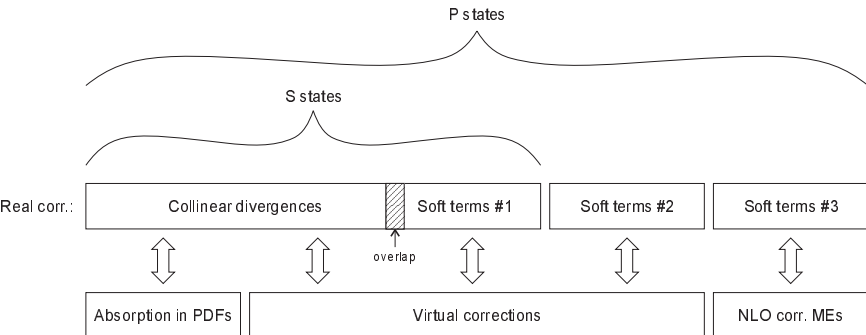 P states
S states
Real corr.:
Collinear divergences
Soft terms #1
Soft terms #2
Soft terms #3
overlap
Absorption in PDFs
Virtual corrections
NLO corr. MEs